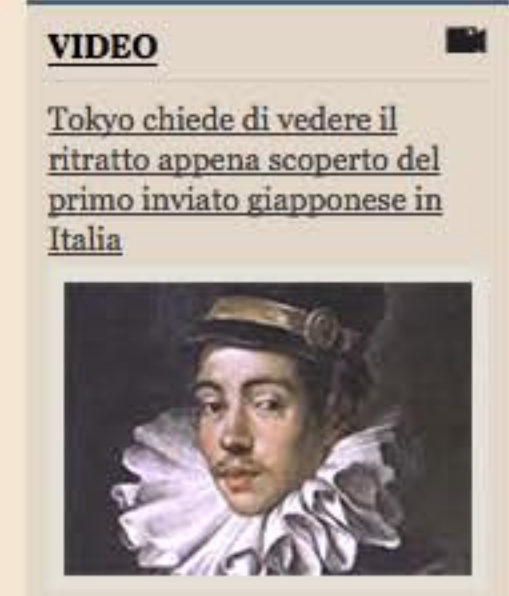 VIDEO
Tokyo chiede di vedere il
ritratto appena scoperto del
primo inviato giapponese in
Italia